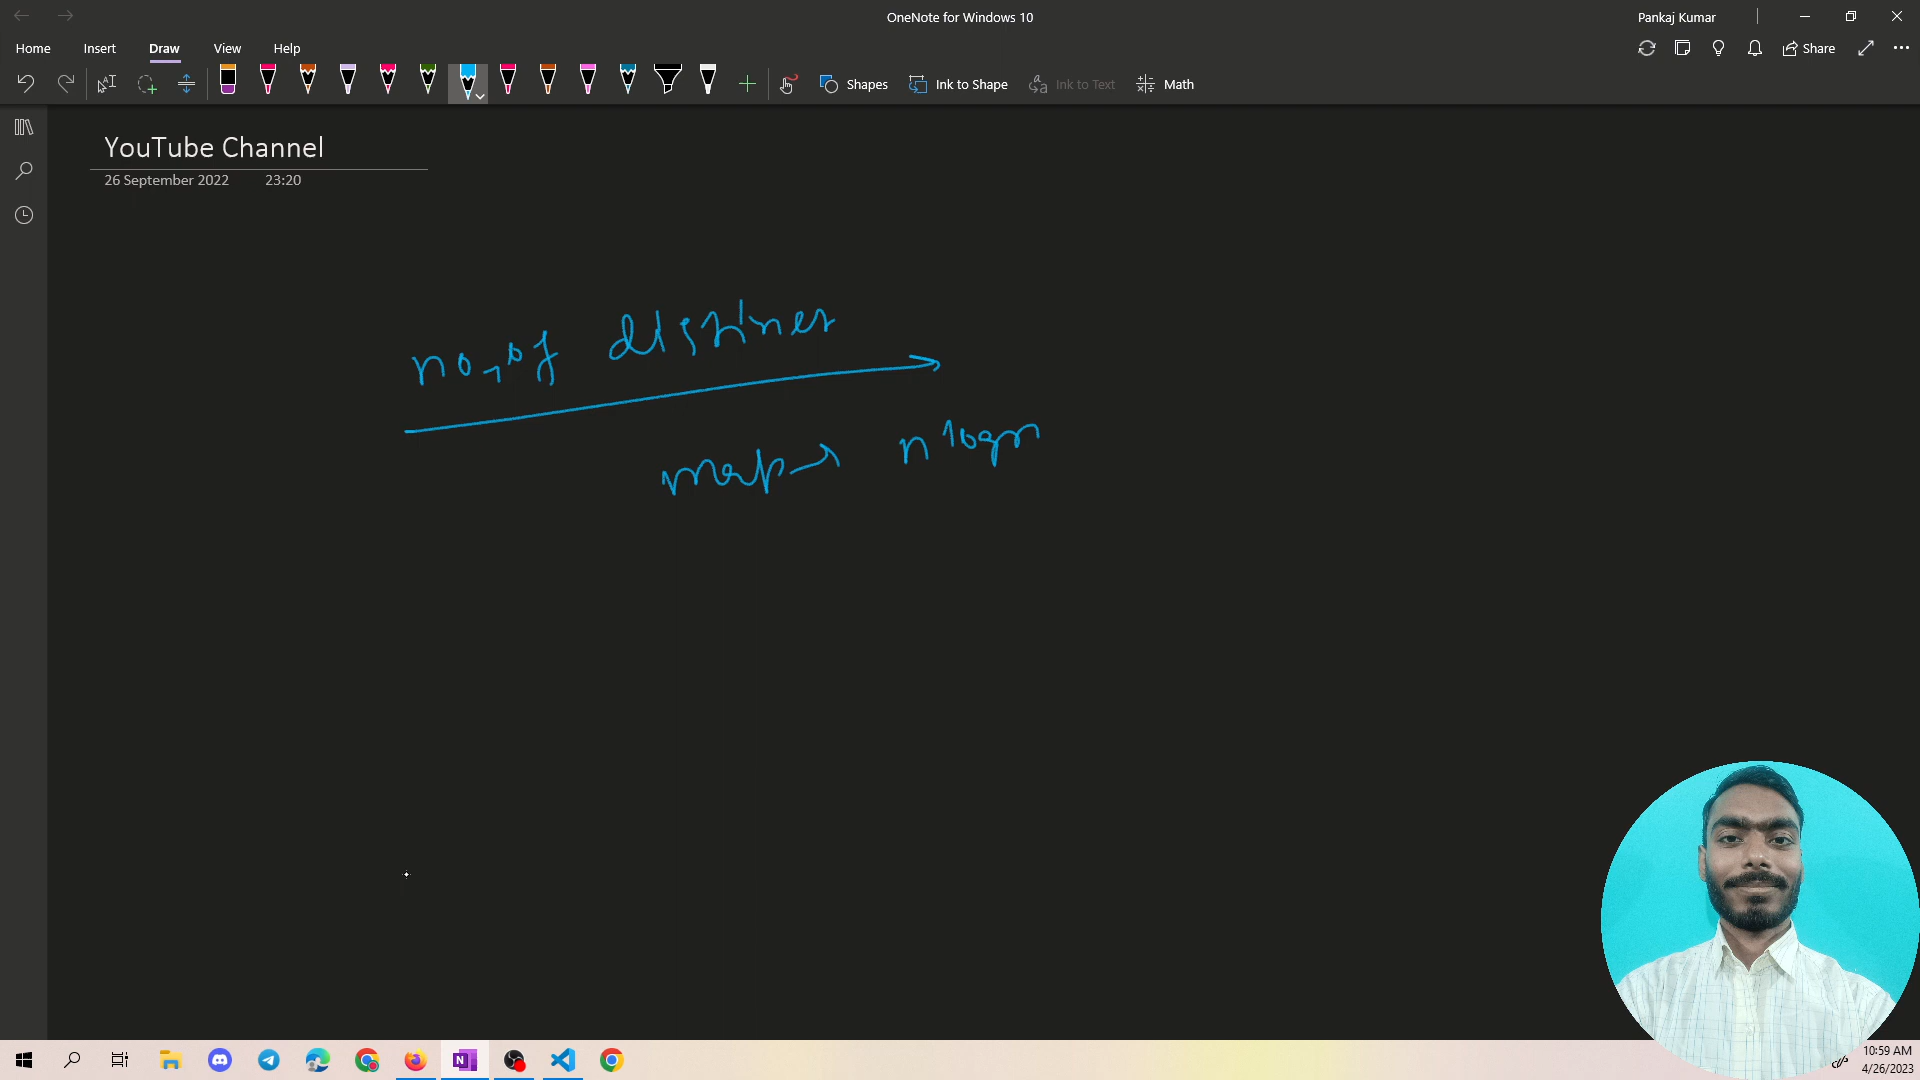 OneNote for Windows 10
Pankaj Kumar
Home Insert Draw View Help
Share
Shapes Ink to Shape Ink to Text Math
YouTube Channel
26 September 2022 23:20
no. of distinct
map → n logn
10:59 AM
4/26/2023